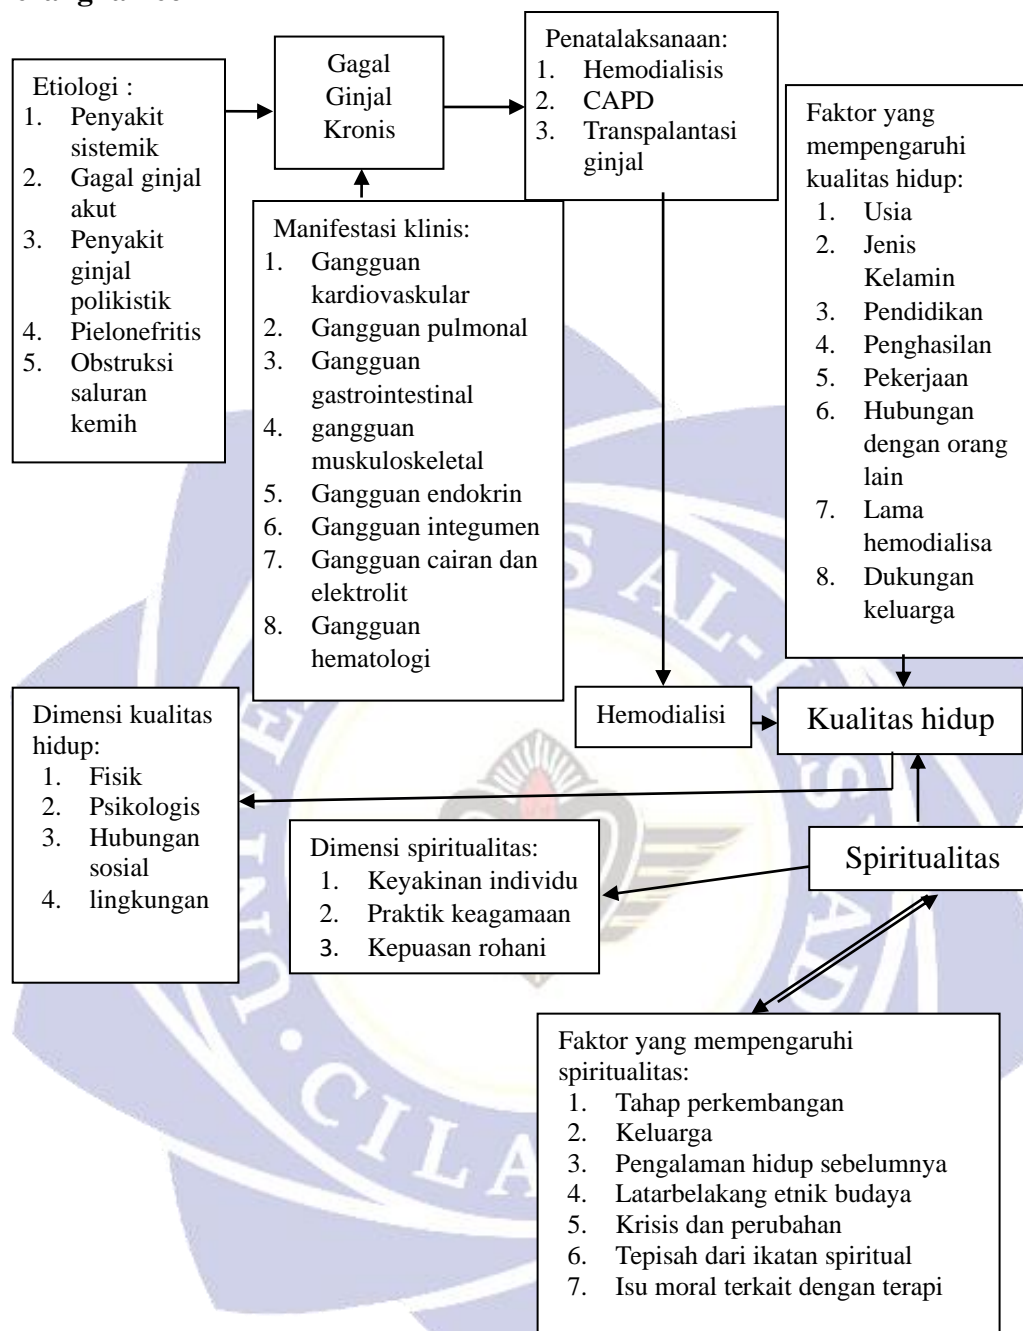 Etiologi :
1. Penyakit
sistemik
2. Gagal ginjal
akut
3. Penyakit
ginjal
polikistik
4. Pielonefritis
5. Obstruksi
saluran
kemih
Gagal
Ginjal
Kronis
Penatalaksanaan:
1. Hemodialisis
2. CAPD
3. Transpalantasi
ginjal
Faktor yang
mempengaruhi
kualitas hidup:
1. Usia
2. Jenis
Kelamin
3. Pendidikan
4. Penghasilan
5. Pekerjaan
6. Hubungan
dengan orang
lain
7. Lama
hemodialisa
8. Dukungan
keluarga
Manifestasi klinis:
1. Gangguan
kardiovaskular
2. Gangguan pulmonal
3. Gangguan
gastrointestinal
4. gangguan
muskuloskeletal
5. Gangguan endokrin
6. Gangguan integumen
7. Gangguan cairan dan
elektrolit
8. Gangguan
hematologi
Dimensi kualitas
hidup:
1. Fisik
2. Psikologis
3. Hubungan
sosial
4. lingkungan
Hemodialisi
Kualitas hidup
Dimensi spiritualitas:
1. Keyakinan individu
2. Praktik keagamaan
3. Kepuasan rohani
Spiritualitas
Faktor yang mempengaruhi
spiritualitas:
1. Tahap perkembangan
2. Keluarga
3. Pengalaman hidup sebelumnya
4. Latarbelakang etnik budaya
5. Krisis dan perubahan
6. Tepisah dari ikatan spiritual
7. Isu moral terkait dengan terapi